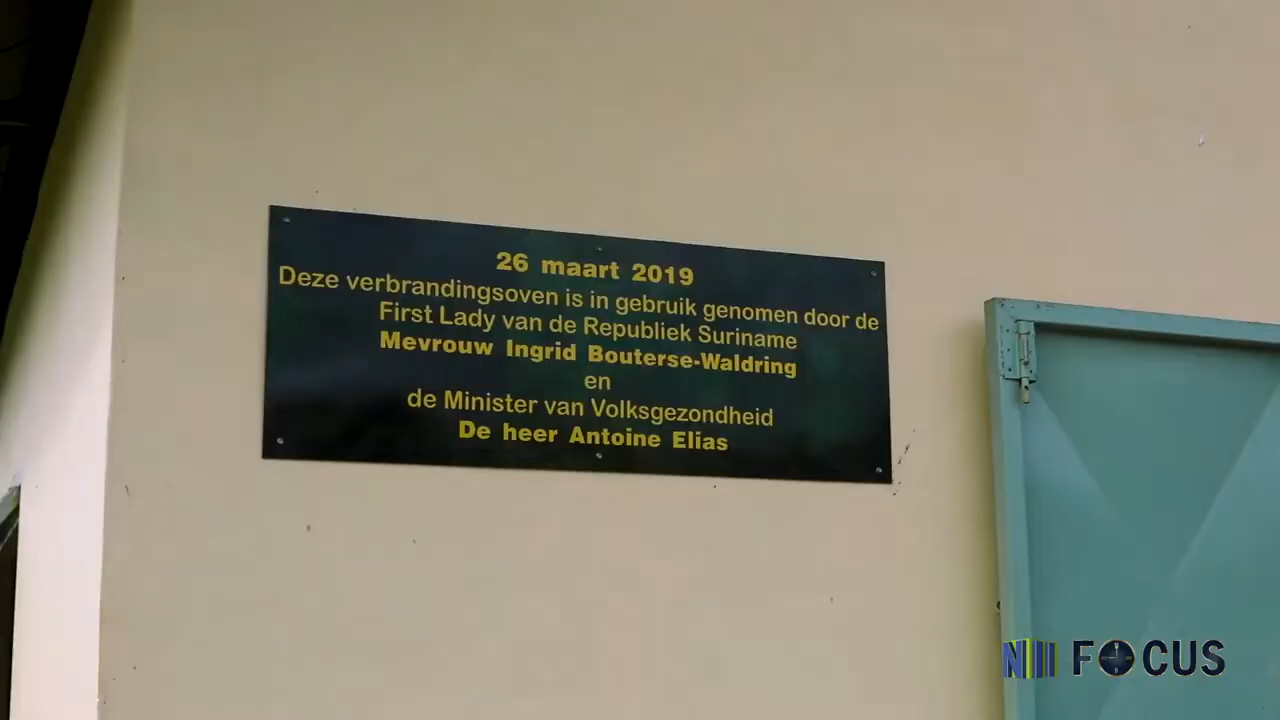 26 maart 2019
Deze verbrandingsoven is in gebruik genomen door de
First Lady van de Republiek Suriname
Mevrouw Ingrid Bouterse-Waldring
en
de Minister van Volksgezondheid
De heer Antoine Elias
FOCUS